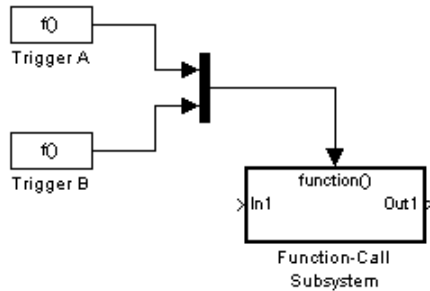 f()
Trigger A
f()
Trigger B
function()
In1
Out1
Function-Call
Subsystem